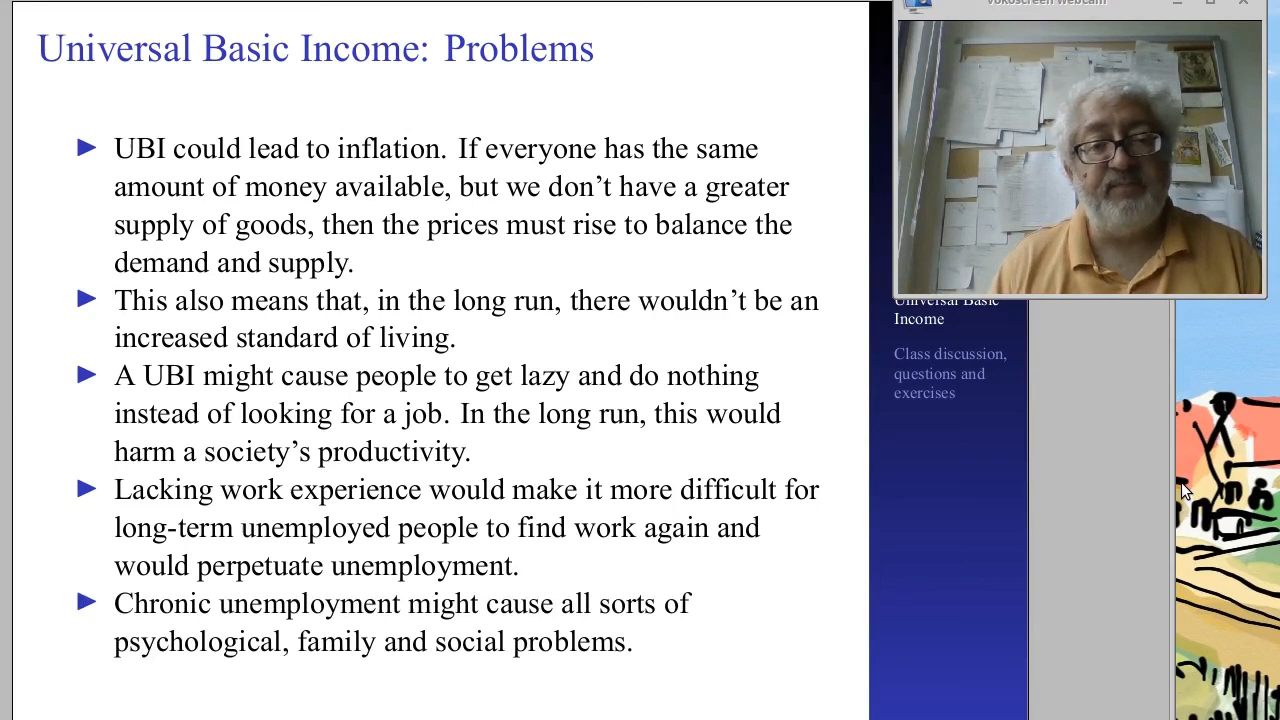 Universal Basic Income: Problems
UBI could lead to inflation. If everyone has the same
amount of money available, but we don't have a greater
supply of goods, then the prices must rise to balance the
demand and supply.
This also means that, in the long run, there wouldn't be an
increased standard of living.
A UBI might cause people to get lazy and do nothing
instead of looking for a job. In the long run, this would
harm a society's productivity.
Lacking work experience would make it more difficult for
long-term unemployed people to find work again and
would perpetuate unemployment.
Chronic unemployment might cause all sorts of
psychological, family and social problems.
vokoscreen webcam
Universal Basic
Income
Class discussion,
questions and
exercises